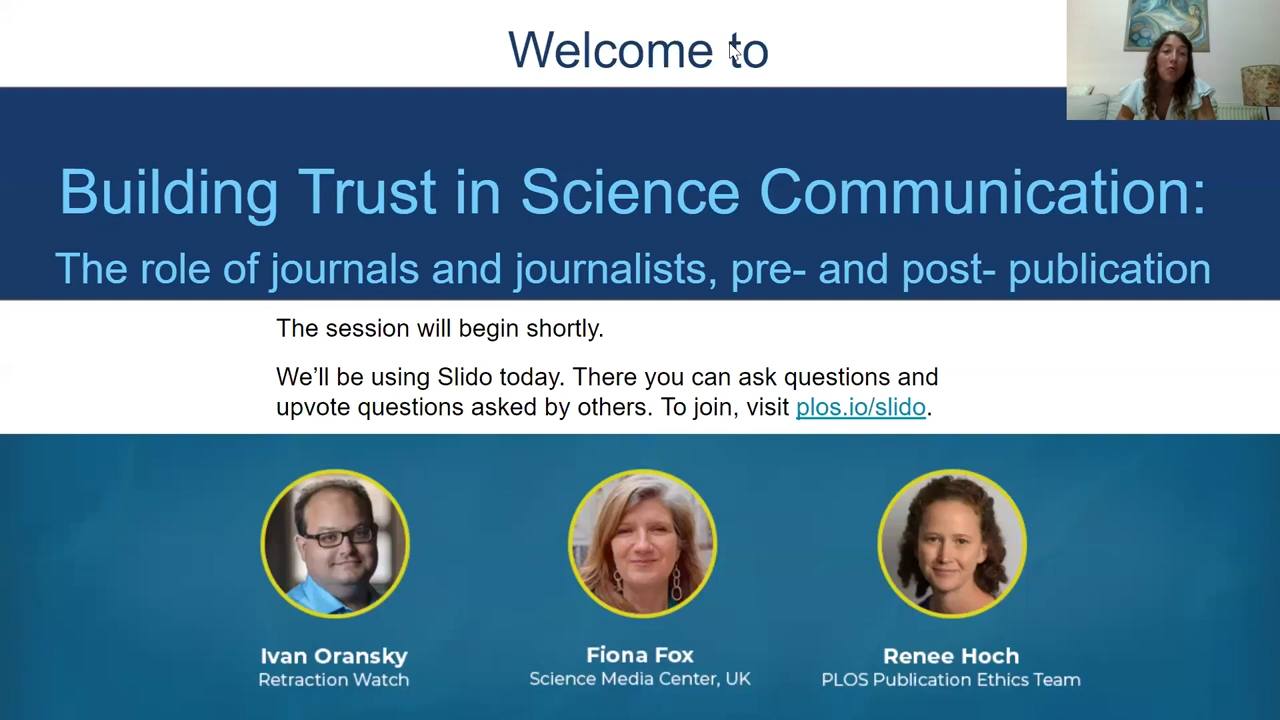 Welcome to
Building Trust in Science Communication:
The role of journals and journalists, pre- and post- publication
The session will begin shortly.
We’ll be using Slido today. There you can ask questions and
upvote questions asked by others. To join, visit plos.io/slido.
Ivan Oransky
Retraction Watch
Fiona Fox
Science Media Center, UK
Renee Hoch
PLOS Publication Ethics Team